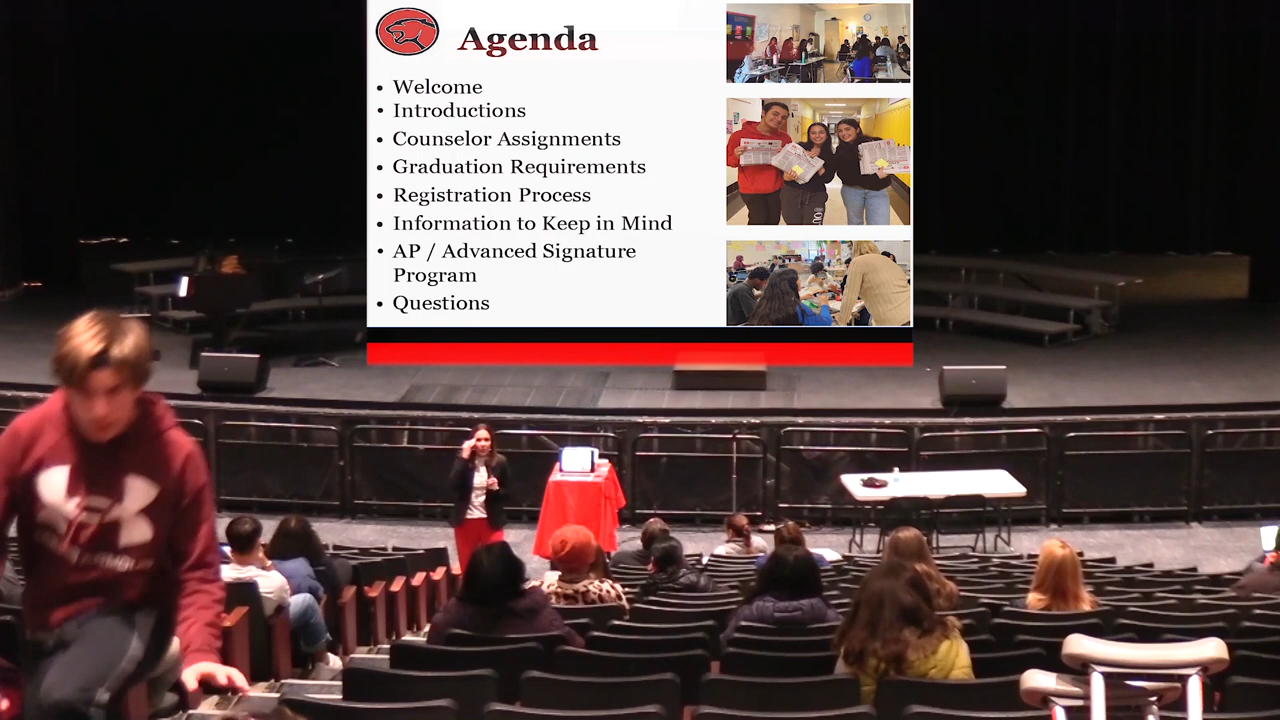 Agenda
• Welcome
• Introductions
• Counselor Assignments
• Graduation Requirements
• Registration Process
• Information to Keep in Mind
• AP / Advanced Signature
Program
• Questions